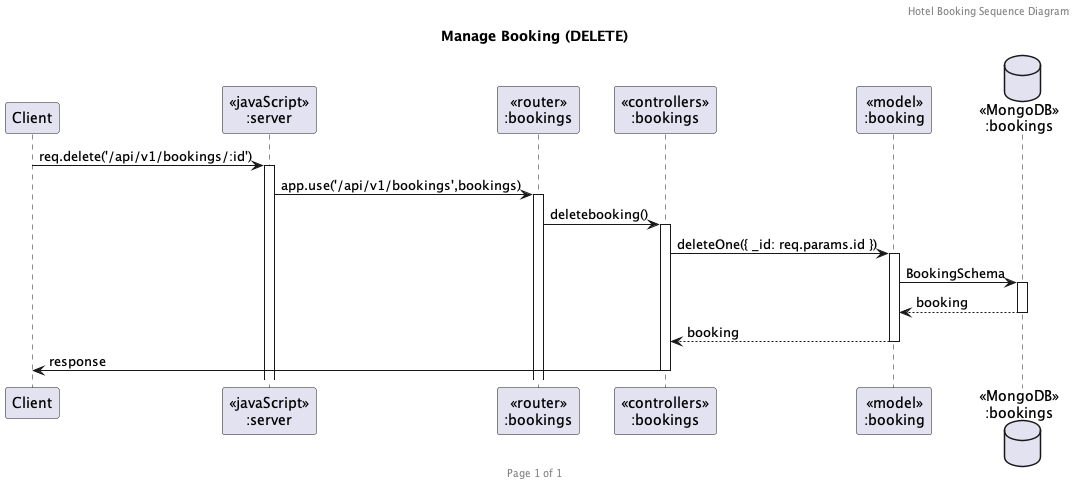 Hotel Booking Sequence Diagram
Manage Booking (DELETE)
Client
«javaScript»
:server
«router»
:bookings
«controllers»
:bookings
«model»
:booking
«MongoDB»
:bookings
req.delete('/api/v1/bookings/:id')
app.use('/api/v1/bookings',bookings)
deletebooking()
deleteOne({ _id: req.params.id })
BookingSchema
booking
booking
response
Client
«javaScript»
:server
«router»
:bookings
«controllers»
:bookings
«model»
:booking
«MongoDB»
:bookings
Page 1 of 1